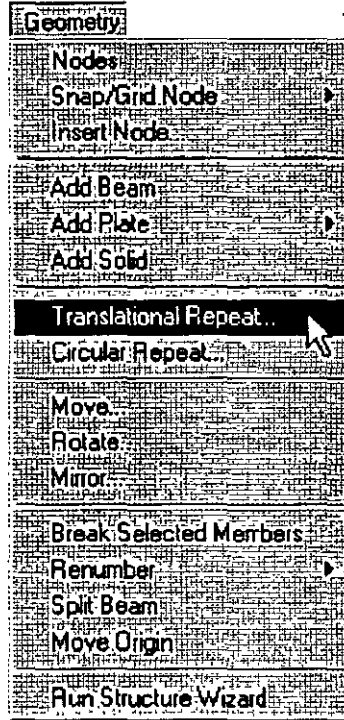 Geometry
Nodes
Snap/Grid Node
Insert Node...
Add Beam
Add Plate
Add Solid
Translational Repeat...
Circular Repeat...
Move...
Rotate...
Mirror...
Break Selected Members
Renumber
Split Beam
Move Origin
Run Structure Wizard